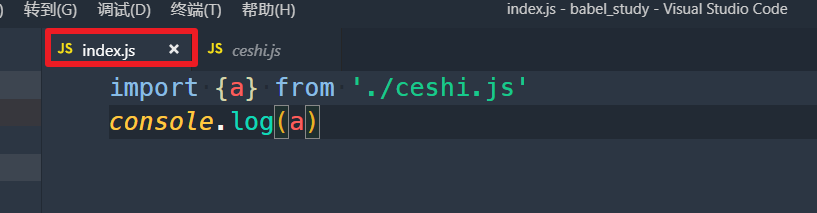 转到(G) 调试(D) 终端(T) 帮助(H) index.js - babel_study - Visual Studio Code
JS index.js × JS ceshi.js
import {a} from './ceshi.js'
console.log(a)